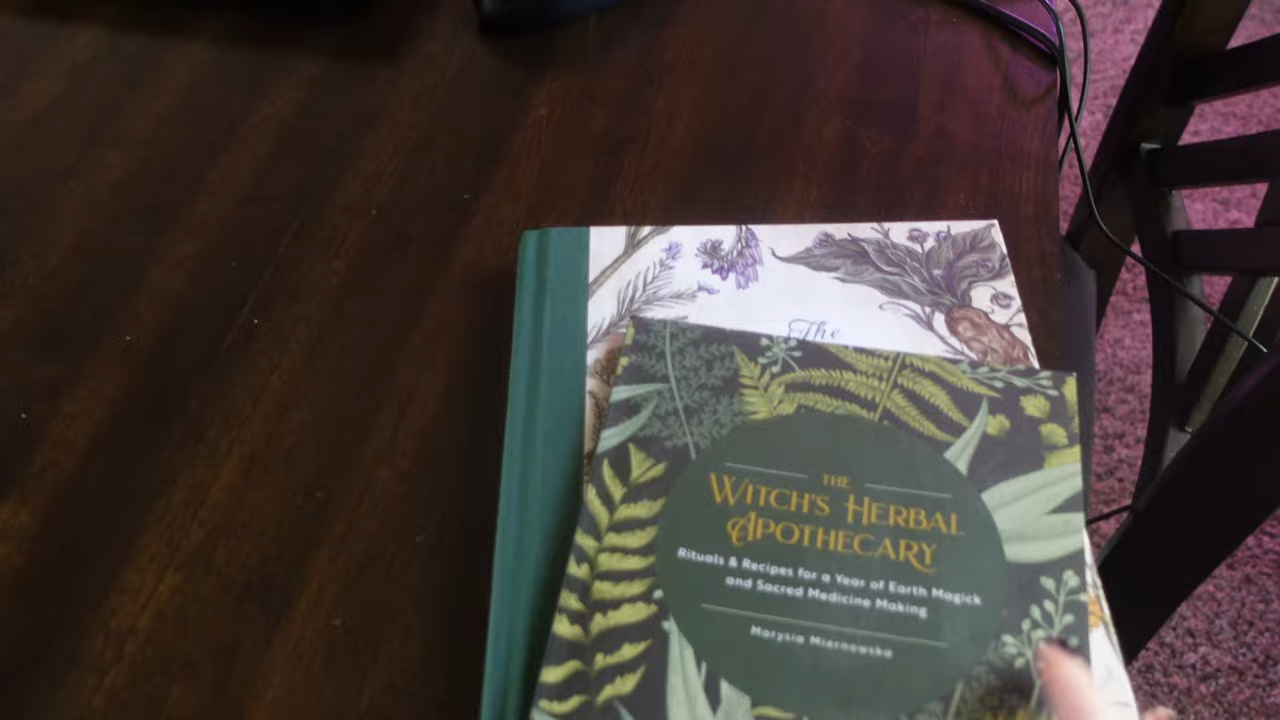 The
THE
WITCH'S HERBAL
APOTHECARY
Rituals & Recipes for a Year of Earth Magick
and Sacred Medicine Making
Marysia Miernowska